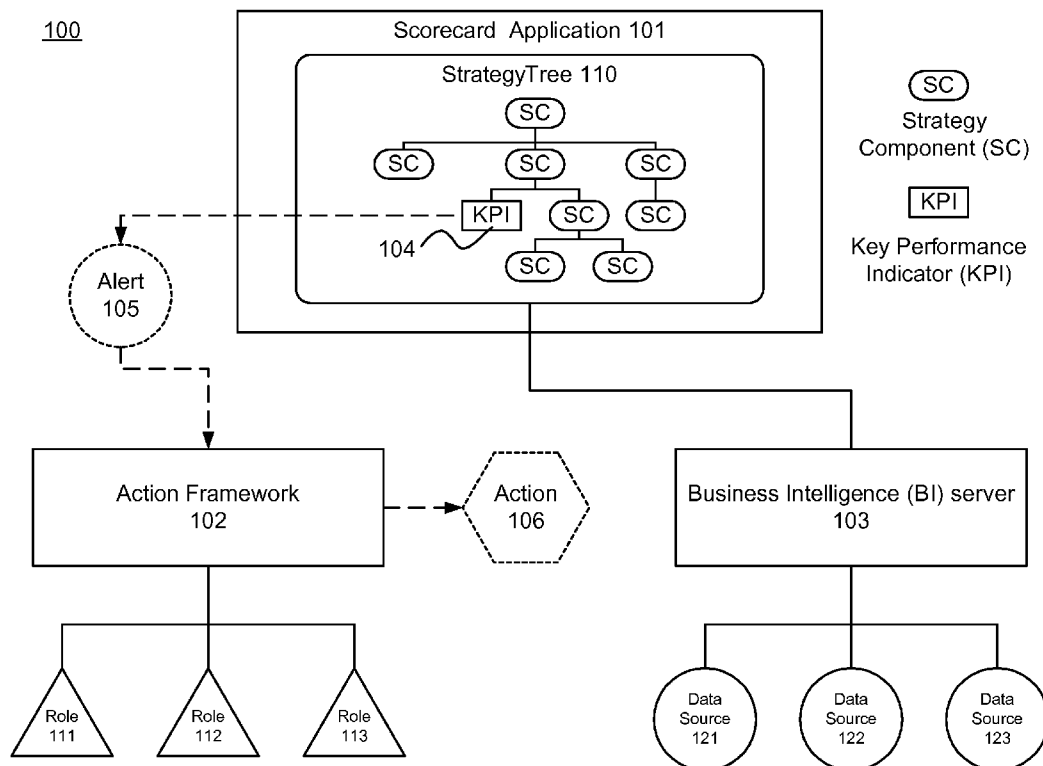 100
Scorecard Application 101
StrategyTree 110
SC
SC SC SC
KPI SC SC
104
SC SC
SC
Strategy
Component (SC)
KPI
Key Performance
Indicator (KPI)
Alert
105
Action Framework
102
Action
106
Business Intelligence (BI) server
103
Role
111
Role
112
Role
113
Data
Source
121
Data
Source
122
Data
Source
123